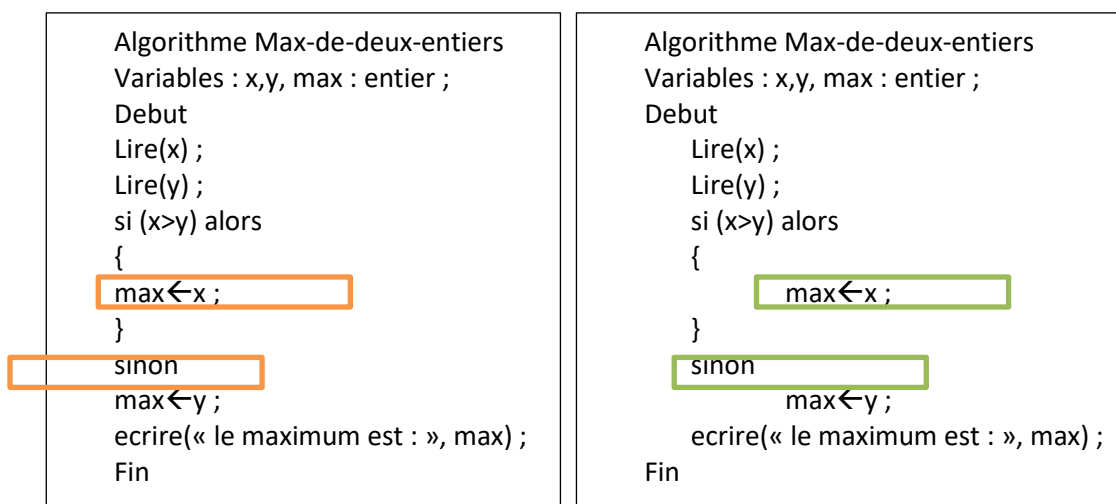 Algorithme Max-de-deux-entiers
Variables : x,y, max : entier ;
Debut
Lire(x) ;
Lire(y) ;
si (x>y) alors
{
max←x ;
}
sinon
max←y ;
ecrire(« le maximum est : », max) ;
Fin
Algorithme Max-de-deux-entiers
Variables : x,y, max : entier ;
Debut
Lire(x) ;
Lire(y) ;
si (x>y) alors
{
max←x ;
}
sinon
max←y ;
ecrire(« le maximum est : », max) ;
Fin